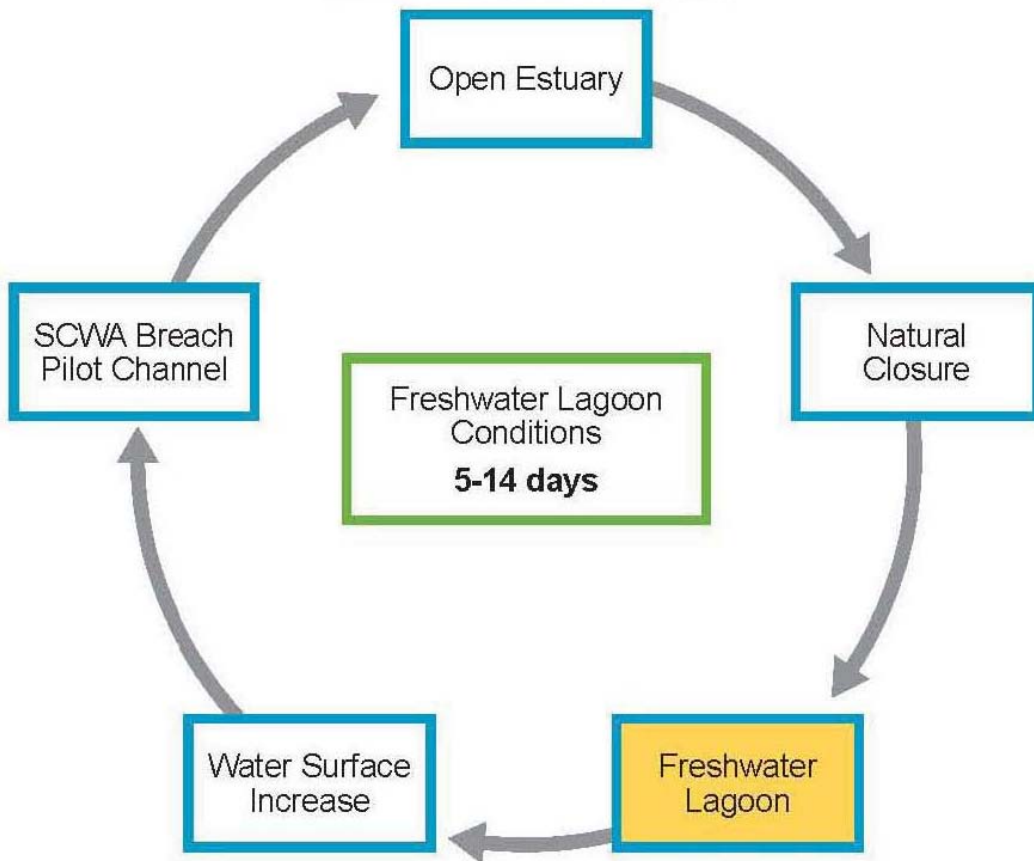 Open Estuary
Natural
Closure
Freshwater
Lagoon
Water Surface
Increase
SCWA Breach
Pilot Channel
Freshwater Lagoon
Conditions
5-14 days